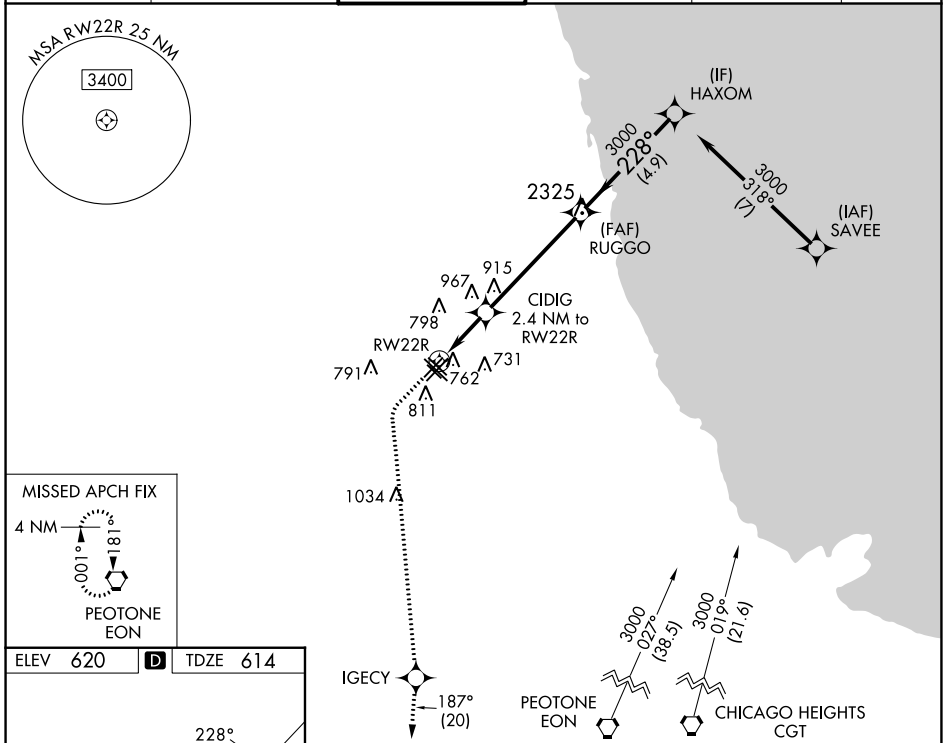 MSA RW22R 25 NM
3400
(IF)
HAXOM
3000
228°
(4.9)
3000
318°
(7)
(IAF)
SAVEE
2325
(FAF)
RUGGO
915
967
798
CIDIG
2.4 NM to
RW22R
RW22R
791
762
731
811
1034
MISSED APCH FIX
4 NM
001°
181°
PEOTONE
EON
3000
027°
(38.5)
3000
019°
(21.6)
IGECY
187°
(20)
PEOTONE
EON
CHICAGO HEIGHTS
CGT
ELEV 620 D TDZE 614
228°